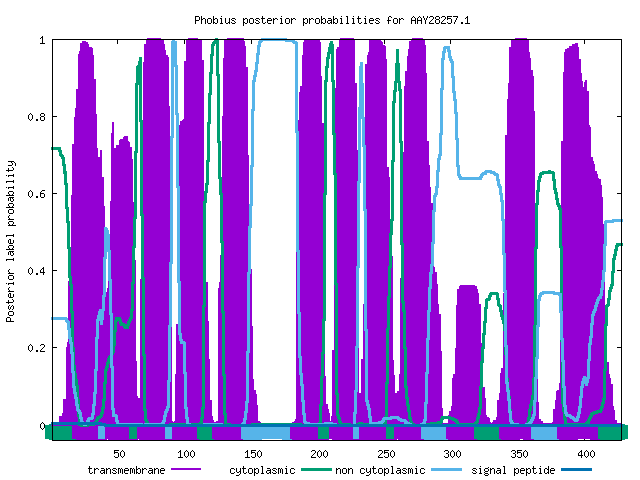 Phobius posterior probabilities for AAY28257.1
1
0.8
0.6
0.4
0.2
0
Posterior label probability
50 100 150 200 250 300 350 400
transmembrane cytoplasmic non cytoplasmic signal peptide